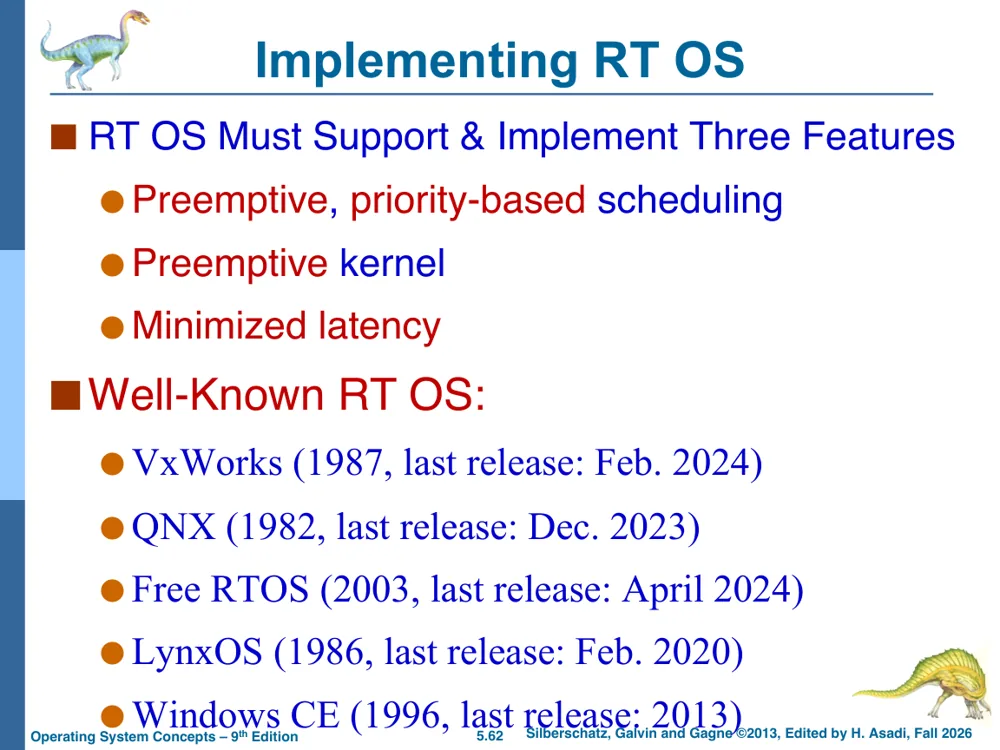 Implementing RT OS
RT OS Must Support & Implement Three Features
Preemptive, priority-based scheduling
Preemptive kernel
Minimized latency
Well-Known RT OS:
VxWorks (1987, last release: Feb. 2024)
QNX (1982, last release: Dec. 2023)
Free RTOS (2003, last release: April 2024)
LynxOS (1986, last release: Feb. 2020)
Windows CE (1996, last release: 2013)
Operating System Concepts – 9th Edition
5.62
Silberschatz, Galvin and Gagne ©2013, Edited by H. Asadi, Fall 2026